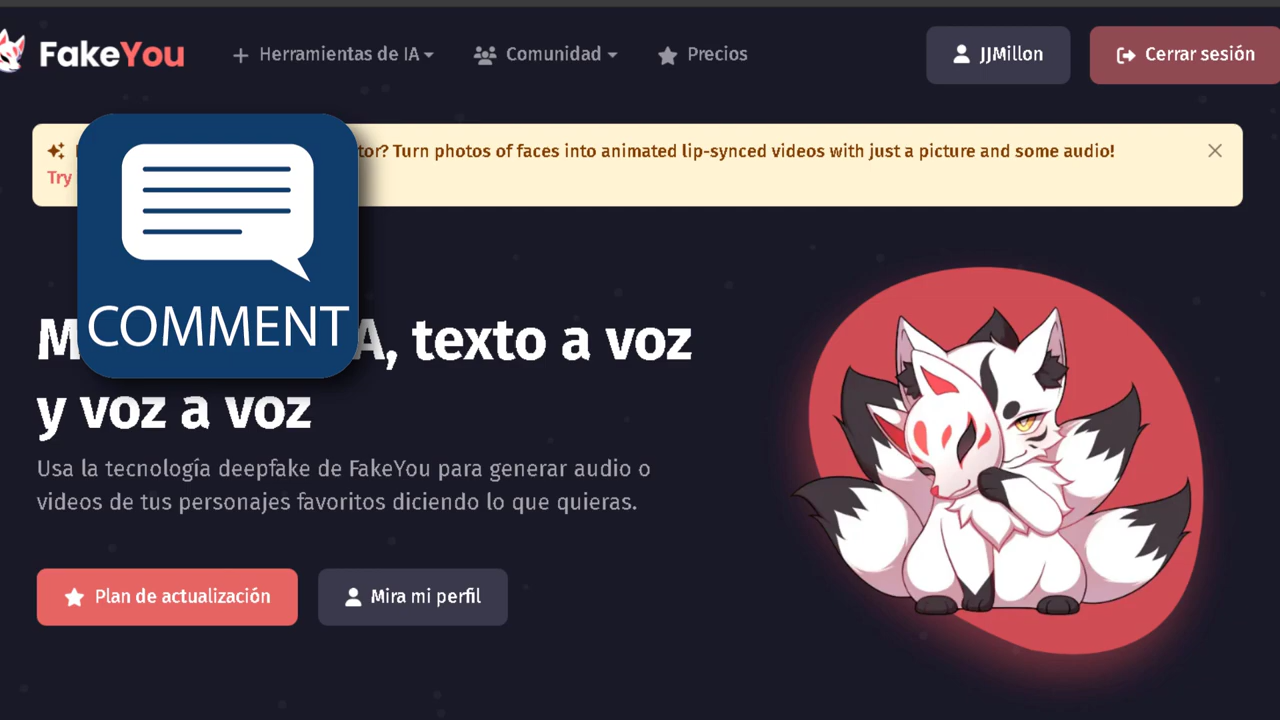 FakeYou
Herramientas de IA
Comunidad
Precios
JJMillon
Cerrar sesión
Turn photos of faces into animated lip-synced videos with just a picture and some audio!
Try
COMMENT
texto a voz
y voz a voz
Usa la tecnología deepfake de FakeYou para generar audio o
videos de tus personajes favoritos diciendo lo que quieras.
Plan de actualización
Mira mi perfil